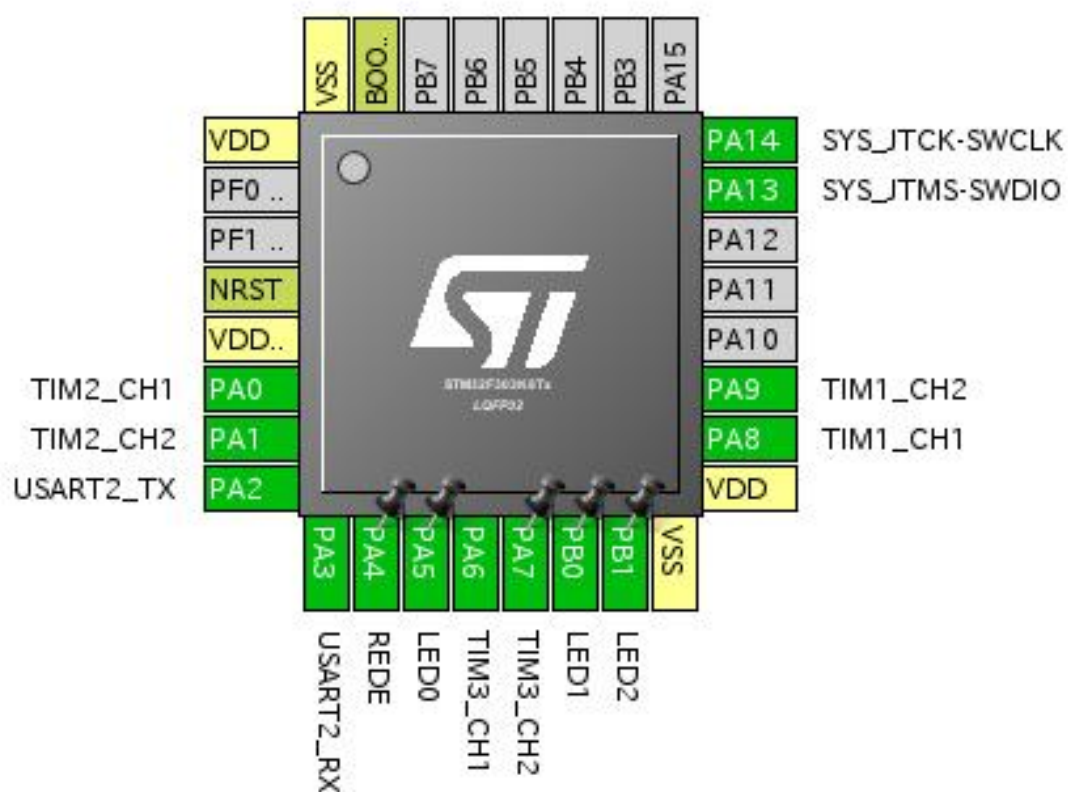 VSS
BOO..
PB7
PB6
PB5
PB4
PB3
PA15
VDD
PF0 ..
PF1 ..
NRST
VDD..
TIM2_CH1 PA0
TIM2_CH2 PA1
USART2_TX PA2
PA14 SYS_JTCK-SWCLK
PA13 SYS_JTMS-SWDIO
PA12
PA11
PA10
PA9 TIM1_CH2
PA8 TIM1_CH1
VDD
ST
LQFP32
PA3 USART2_RX
PA4 REDE
PA5 LED0
PA6 TIM3_CH1
PA7 TIM3_CH2
PB0 LED1
PB1 LED2
VSS